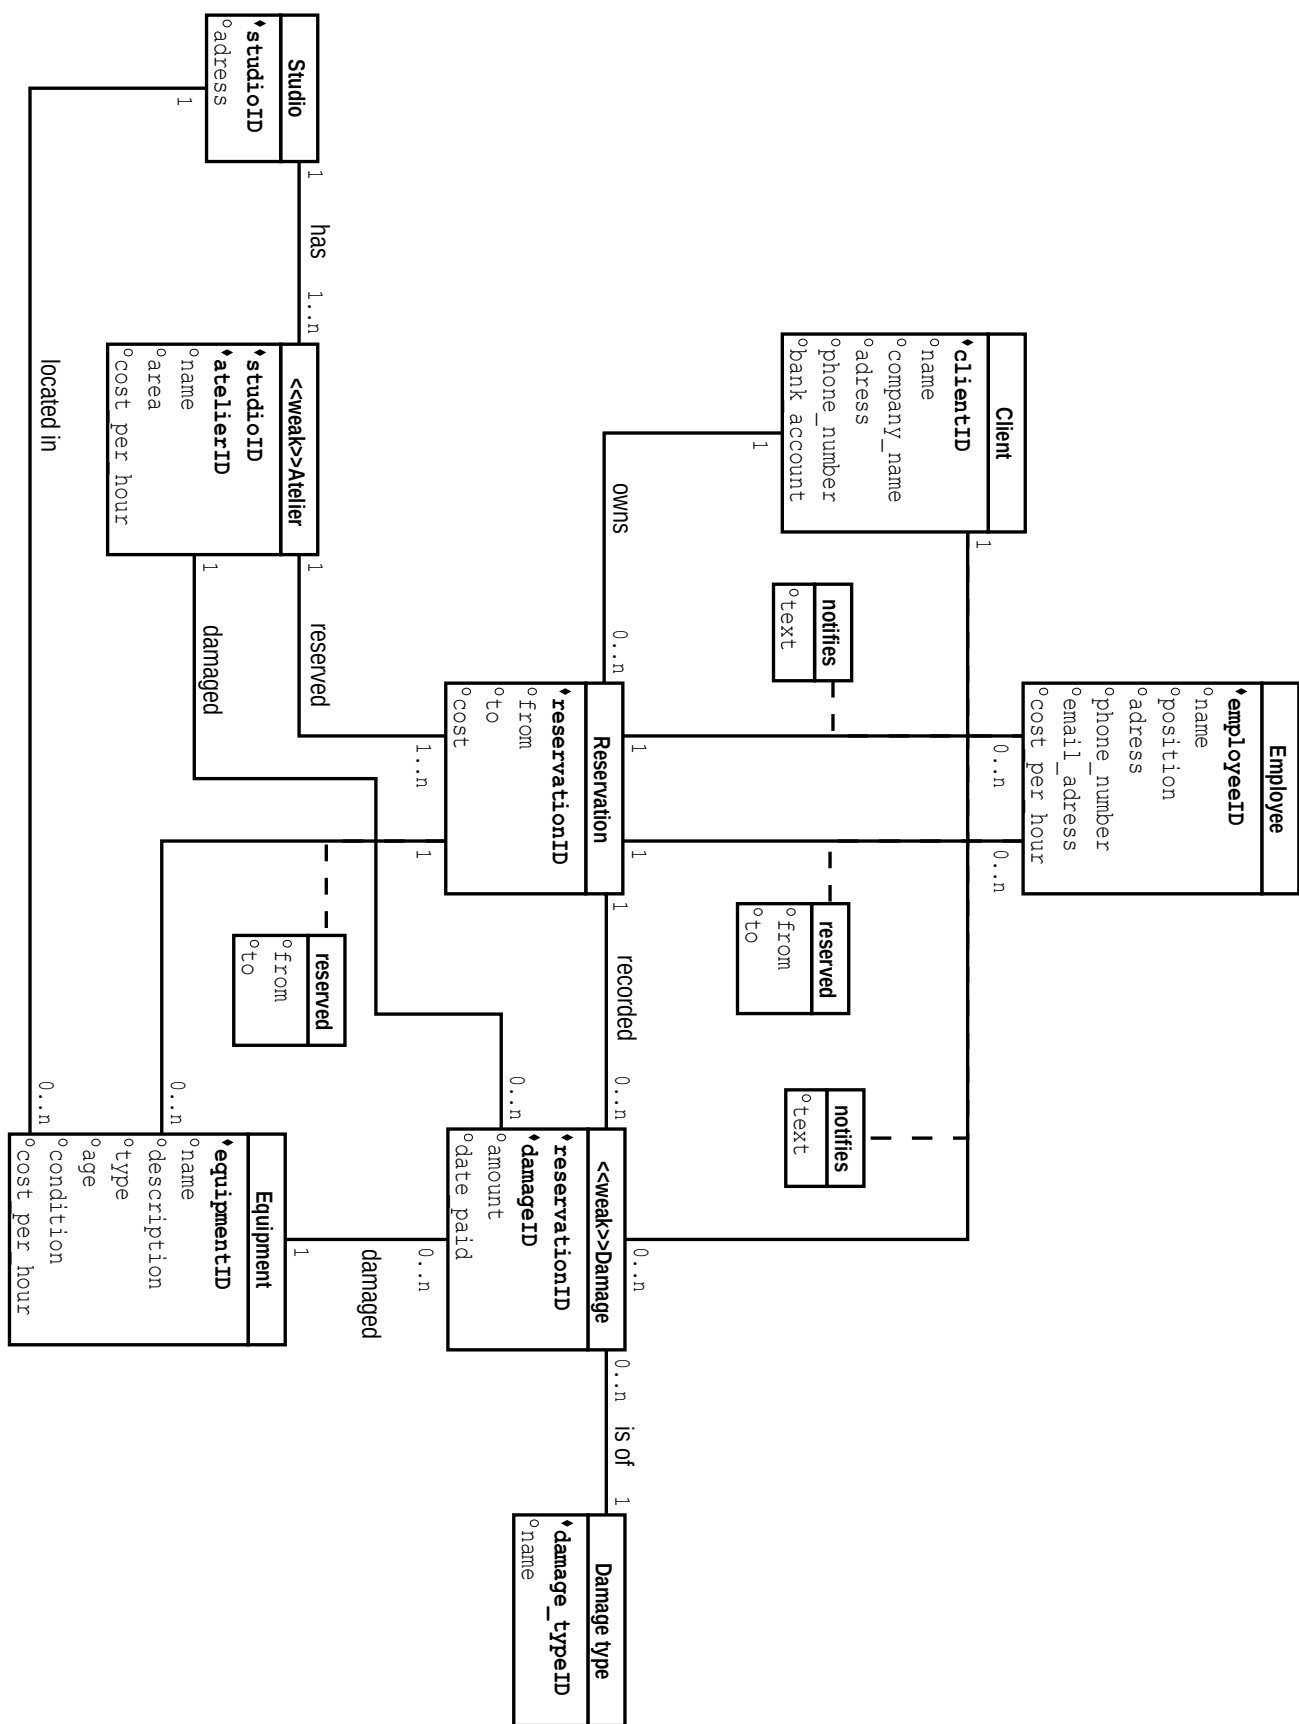 Employee
employeeID
name
position
adress
phone_number
email_adress
cost per hour
0..n
0..n
Client
clientID
name
company_name
adress
phone_number
bank account
1
1
notifies
text
reserved
from
to
notifies
text
owns
0..n
1
1
0..n
Reservation
reservationID
from
to
cost
1
recorded
0..n
1..n
1
<<weak>>Damage
reservationID
damageID
amount
date paid
0..n
0..n
0..n
is of
1
Damage type
damage_typeID
name
Studio
studioID
adress
1
has
1..n
1
<<weak>>Atelier
studioID
atelierID
name
area
cost per hour
1
reserved
1
damaged
reserved
from
to
damaged
1
Equipment
equipmentID
name
description
type
age
condition
cost per hour
0..n
0..n
located in